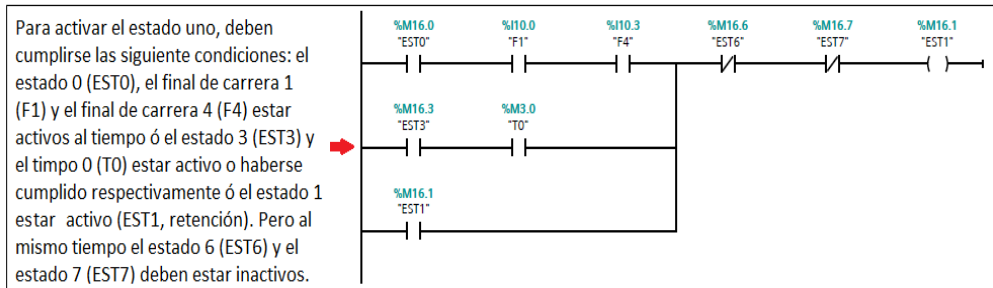 Para activar el estado uno, deben
cumplirse las siguiente condiciones: el
estado 0 (EST0), el final de carrera 1
(F1) y el final de carrera 4 (F4) estar
activos al tiempo ó el estado 3 (EST3) y
el timpo 0 (T0) estar activo o haberse
cumplido respectivamente ó el estado 1
estar activo (EST1, retención). Pero al
mismo tiempo el estado 6 (EST6) y el
estado 7 (EST7) deben estar inactivos.
%M16.0 %I10.0 %I10.3 %M16.6 %M16.7 %M16.1
"EST0" "F1" "F4" "EST6" "EST7" "EST1"
%M16.3 %M3.0
"EST3" "T0"
%M16.1
"EST1"